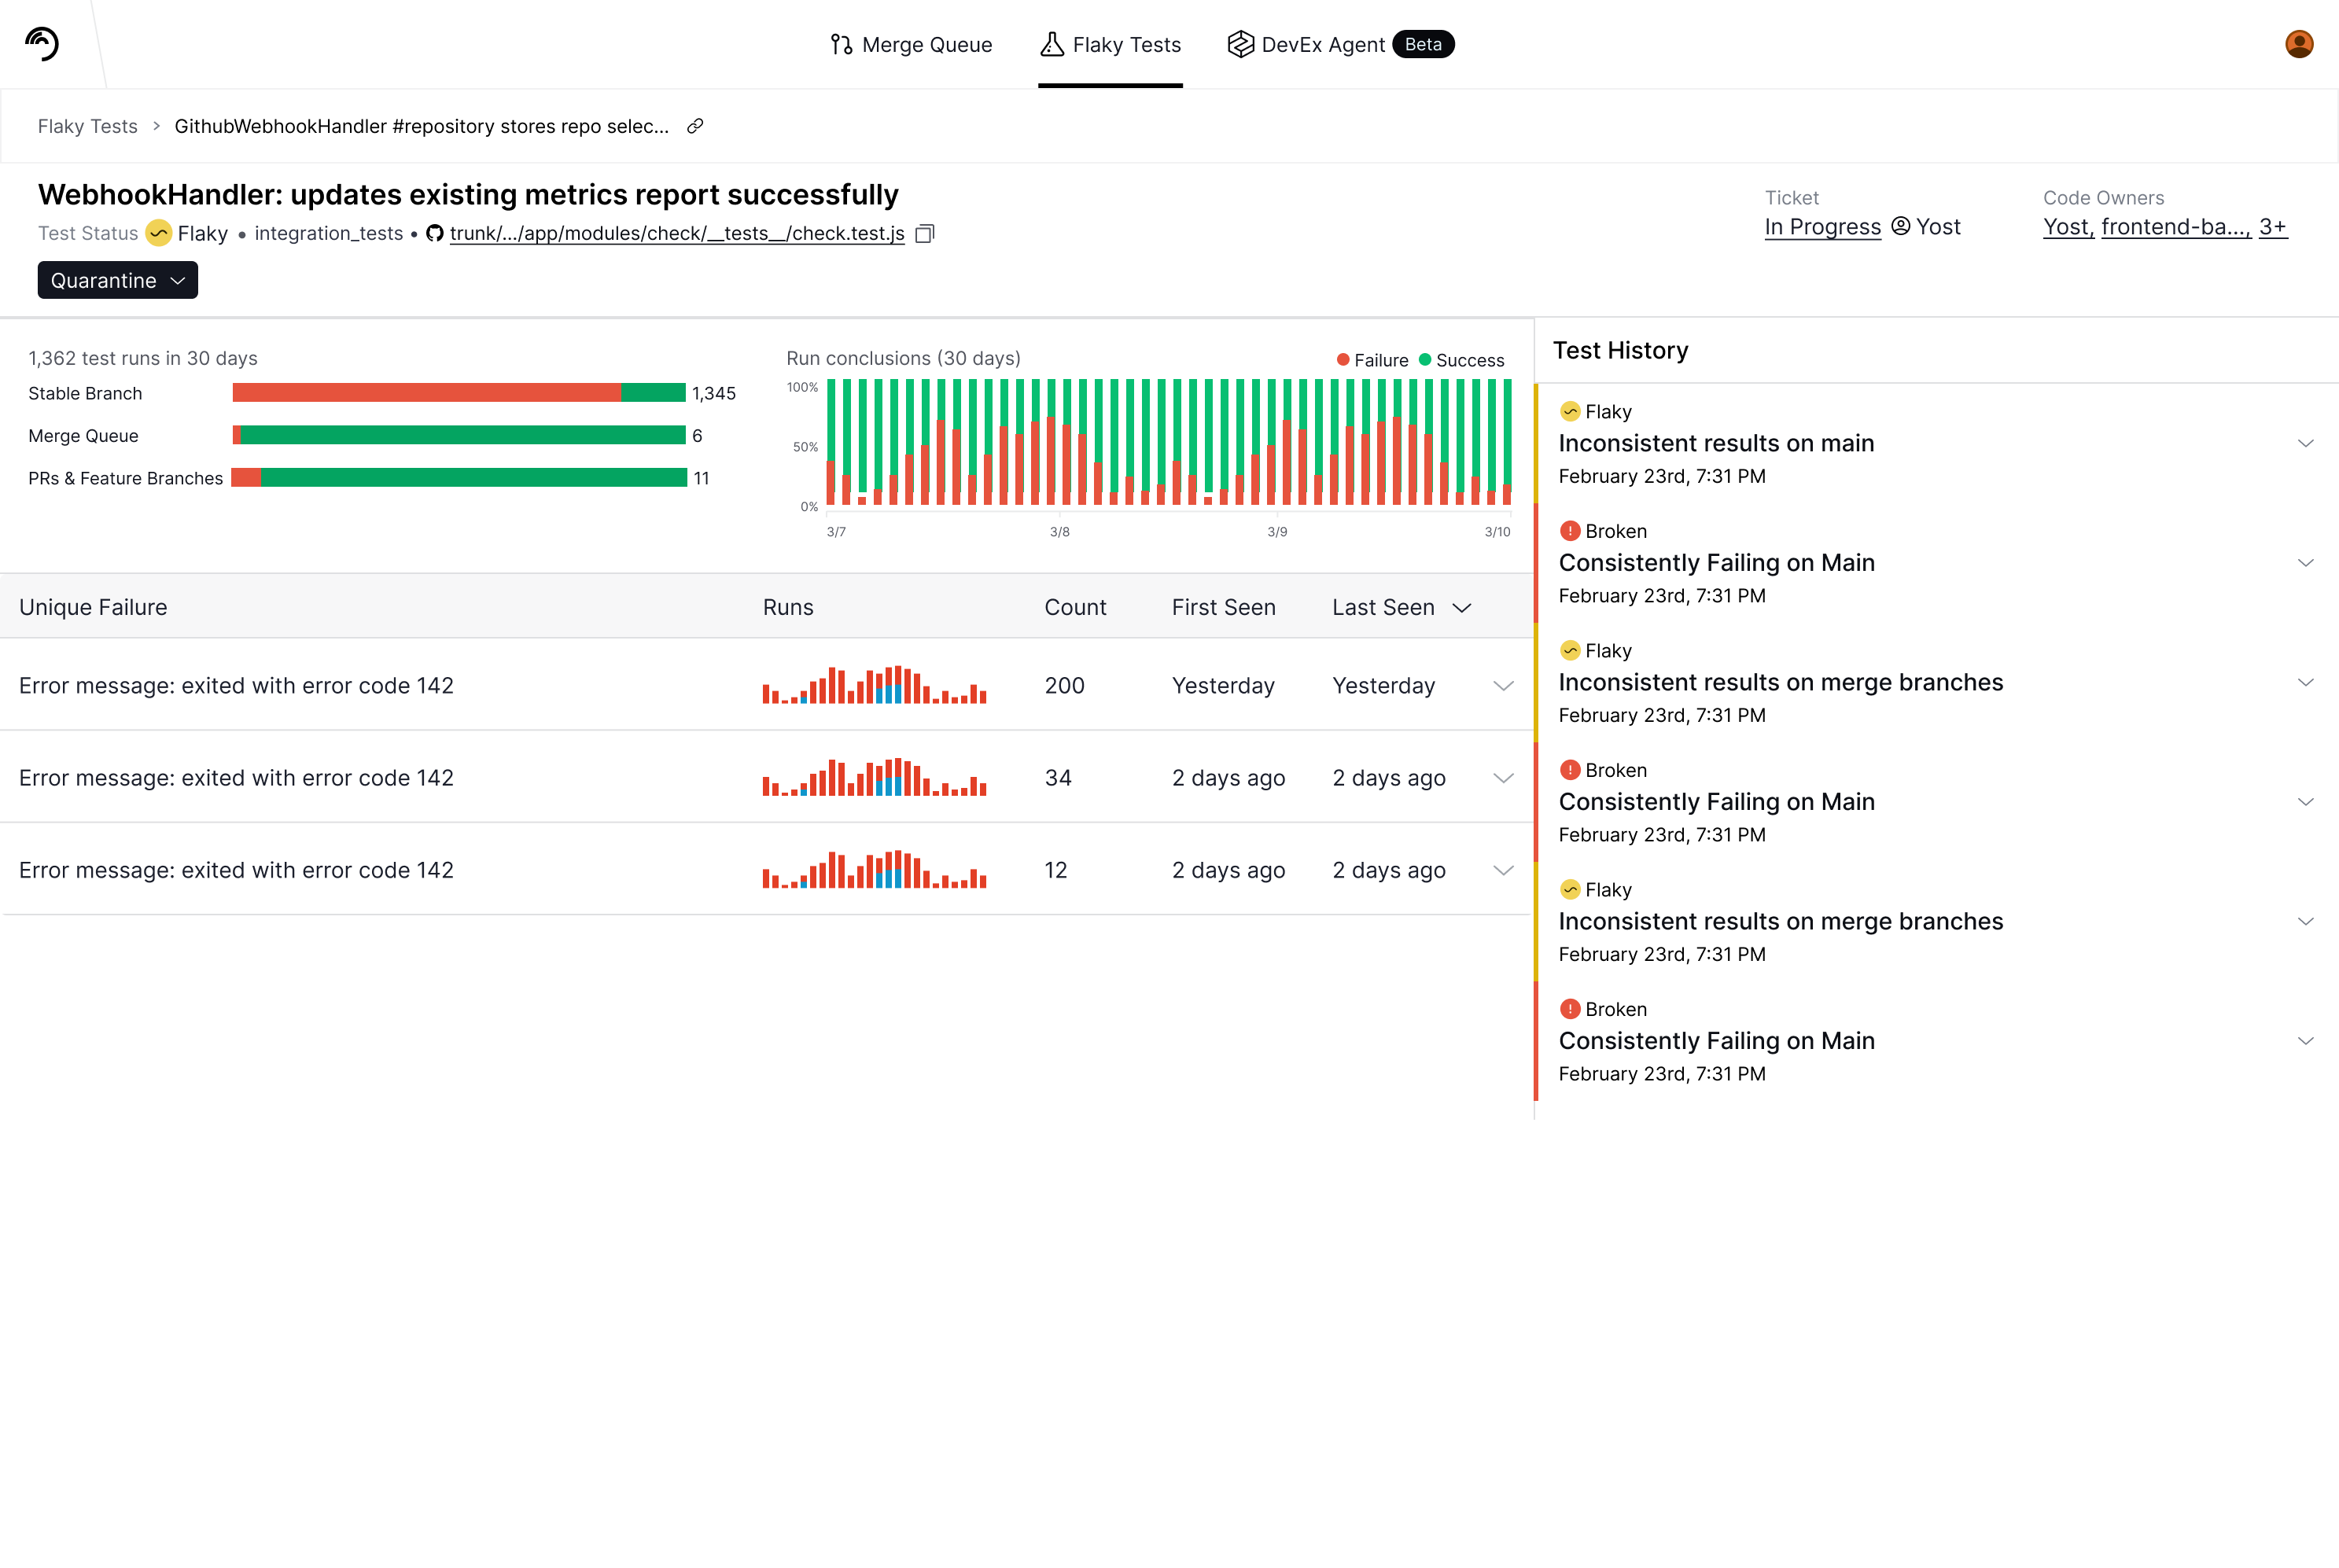 Merge Queue
Flaky Tests
DevEx Agent
Beta
Flaky Tests > GithubWebhookHandler #repository stores repo selec...
WebhookHandler: updates existing metrics report successfully
Test Status Flaky • integration_tests • trunk/.../app/modules/check/__tests__/check.test.js
Quarantine
Ticket
In Progress Yost
Code Owners
Yost, frontend-ba..., 3+
1,362 test runs in 30 days
Stable Branch 1,345
Merge Queue 6
PRs & Feature Branches 11
Run conclusions (30 days)
Failure Success
100%
50%
0%
3/7 3/8 3/9 3/10
Unique Failure Runs Count First Seen Last Seen
Error message: exited with error code 142 200 Yesterday Yesterday
Error message: exited with error code 142 34 2 days ago 2 days ago
Error message: exited with error code 142 12 2 days ago 2 days ago
Test History
Flaky
Inconsistent results on main
February 23rd, 7:31 PM
Broken
Consistently Failing on Main
February 23rd, 7:31 PM
Flaky
Inconsistent results on merge branches
February 23rd, 7:31 PM
Broken
Consistently Failing on Main
February 23rd, 7:31 PM
Flaky
Inconsistent results on merge branches
February 23rd, 7:31 PM
Broken
Consistently Failing on Main
February 23rd, 7:31 PM